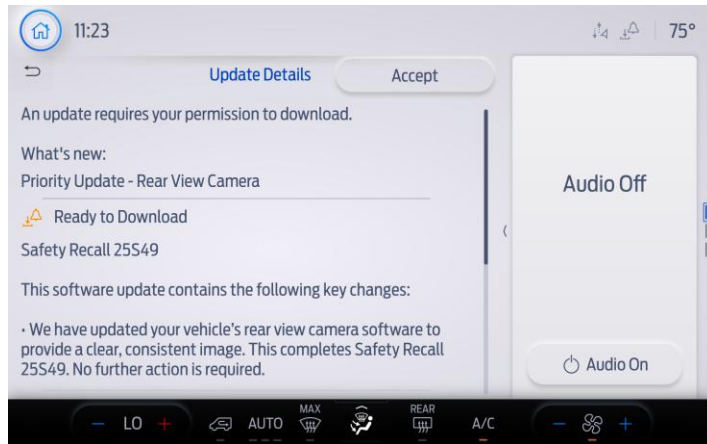 11:23
75°
Update Details
Accept
An update requires your permission to download.
What's new:
Priority Update - Rear View Camera
Ready to Download
Safety Recall 25S49
This software update contains the following key changes:
· We have updated your vehicle's rear view camera software to
provide a clear, consistent image. This completes Safety Recall
25S49. No further action is required.
Audio Off
Audio On
− LO +
AUTO
MAX
REAR
A/C
− +